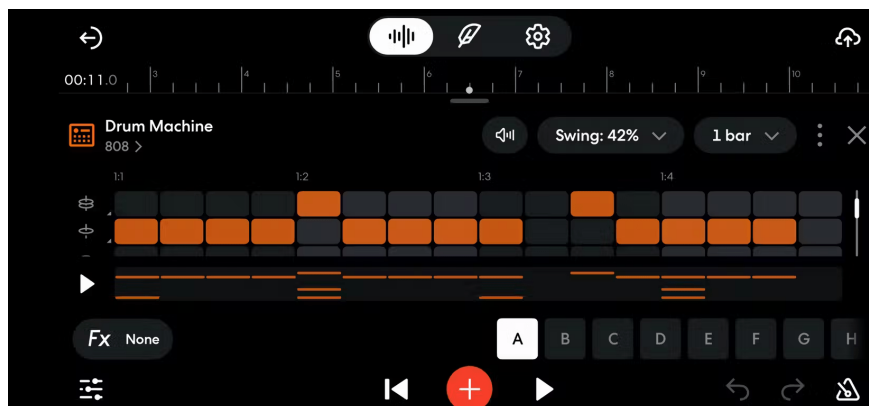 00:11.0
3 4 5 6 7 8 9 10
Drum Machine
808 >
Swing: 42%
1 bar
1:1 1:2 1:3 1:4
Fx None
A B C D E F G H